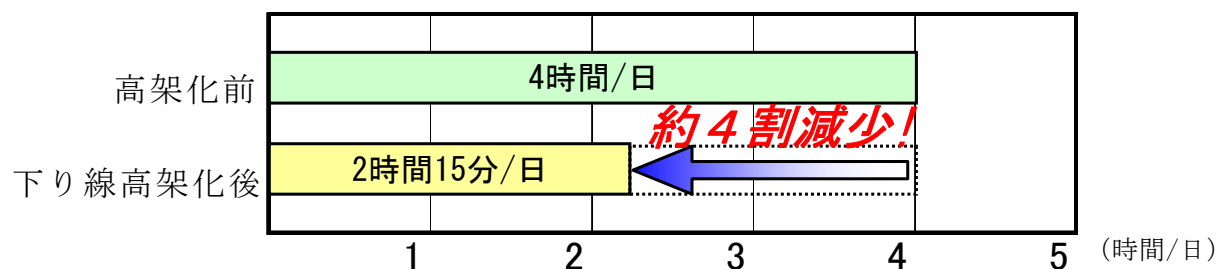 高架化前
4時間/日
約４割減少!
下り線高架化後
2時間15分/日
1 2 3 4 5 (時間/日)